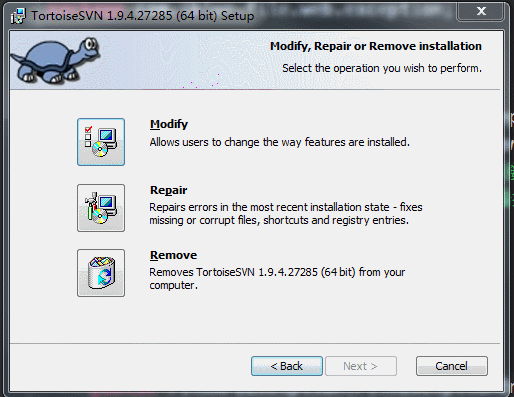 TortoiseSVN 1.9.4.27285 (64 bit) Setup
Modify, Repair or Remove installation
Select the operation you wish to perform.
Modify
Allows users to change the way features are installed.
Repair
Repairs errors in the most recent installation state - fixes
missing or corrupt files, shortcuts and registry entries.
Remove
Removes TortoiseSVN 1.9.4.27285 (64 bit) from your
computer.
< Back
Next >
Cancel